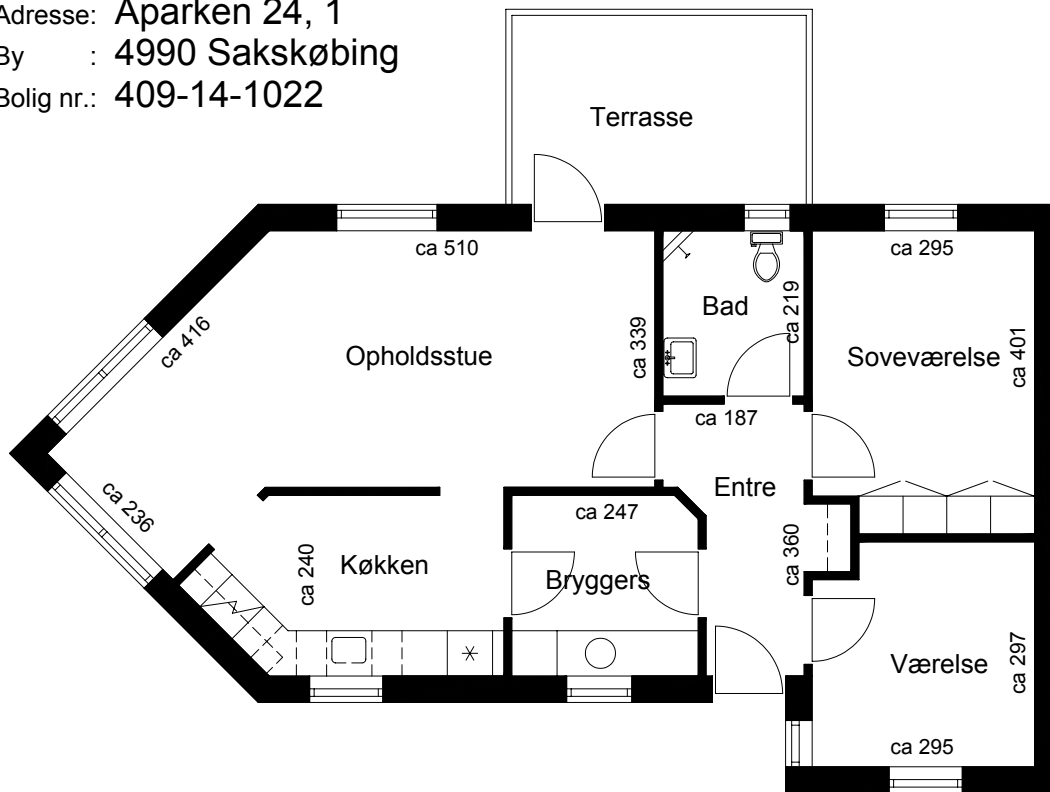 Adresse: Aparken 24, 1
By : 4990 Sakskøbing
Bolig nr.: 409-14-1022
Terrasse
ca 510
ca 295
ca 416
Opholdsstue
ca 339
Bad
ca 219
Soveværelse
ca 401
ca 187
ca 236
Entre
ca 247
ca 240
Køkken
Bryggers
ca 360
Værelse
ca 297
ca 295